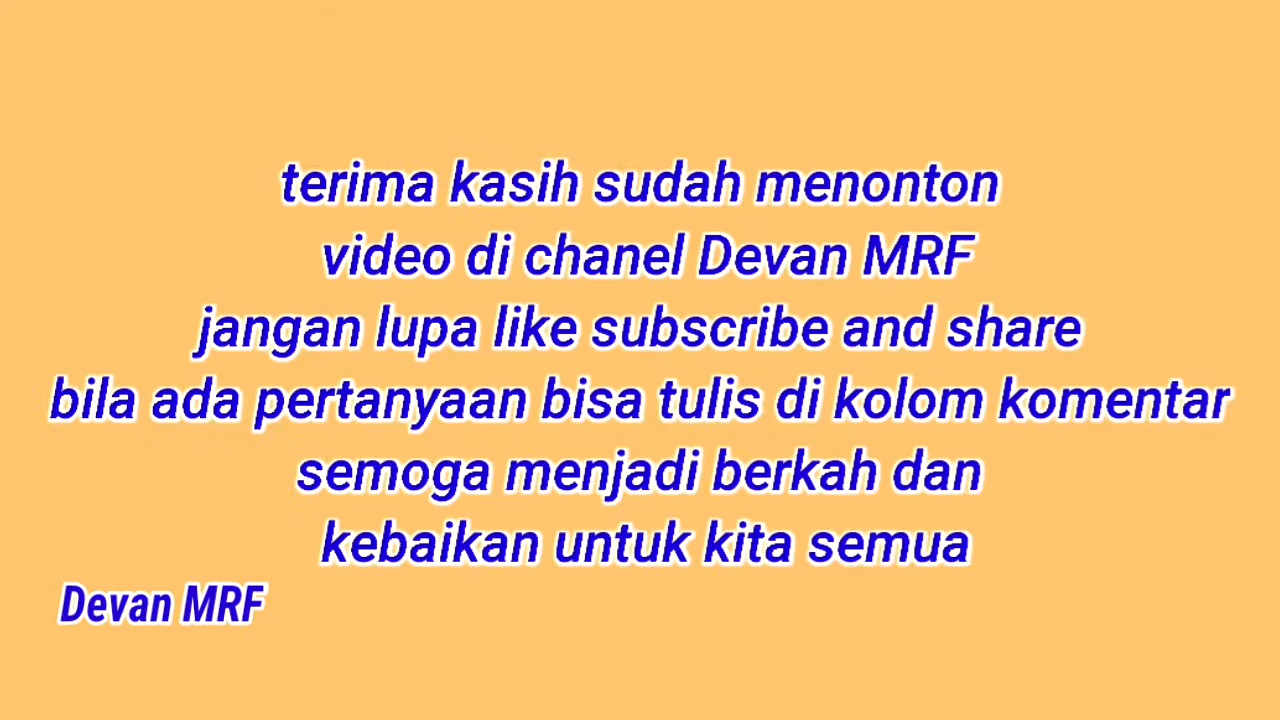 terima kasih sudah menonton
video di chanel Devan MRF
jangan lupa like subscribe and share
bila ada pertanyaan bisa tulis di kolom komentar
semoga menjadi berkah dan
kebaikan untuk kita semua
Devan MRF